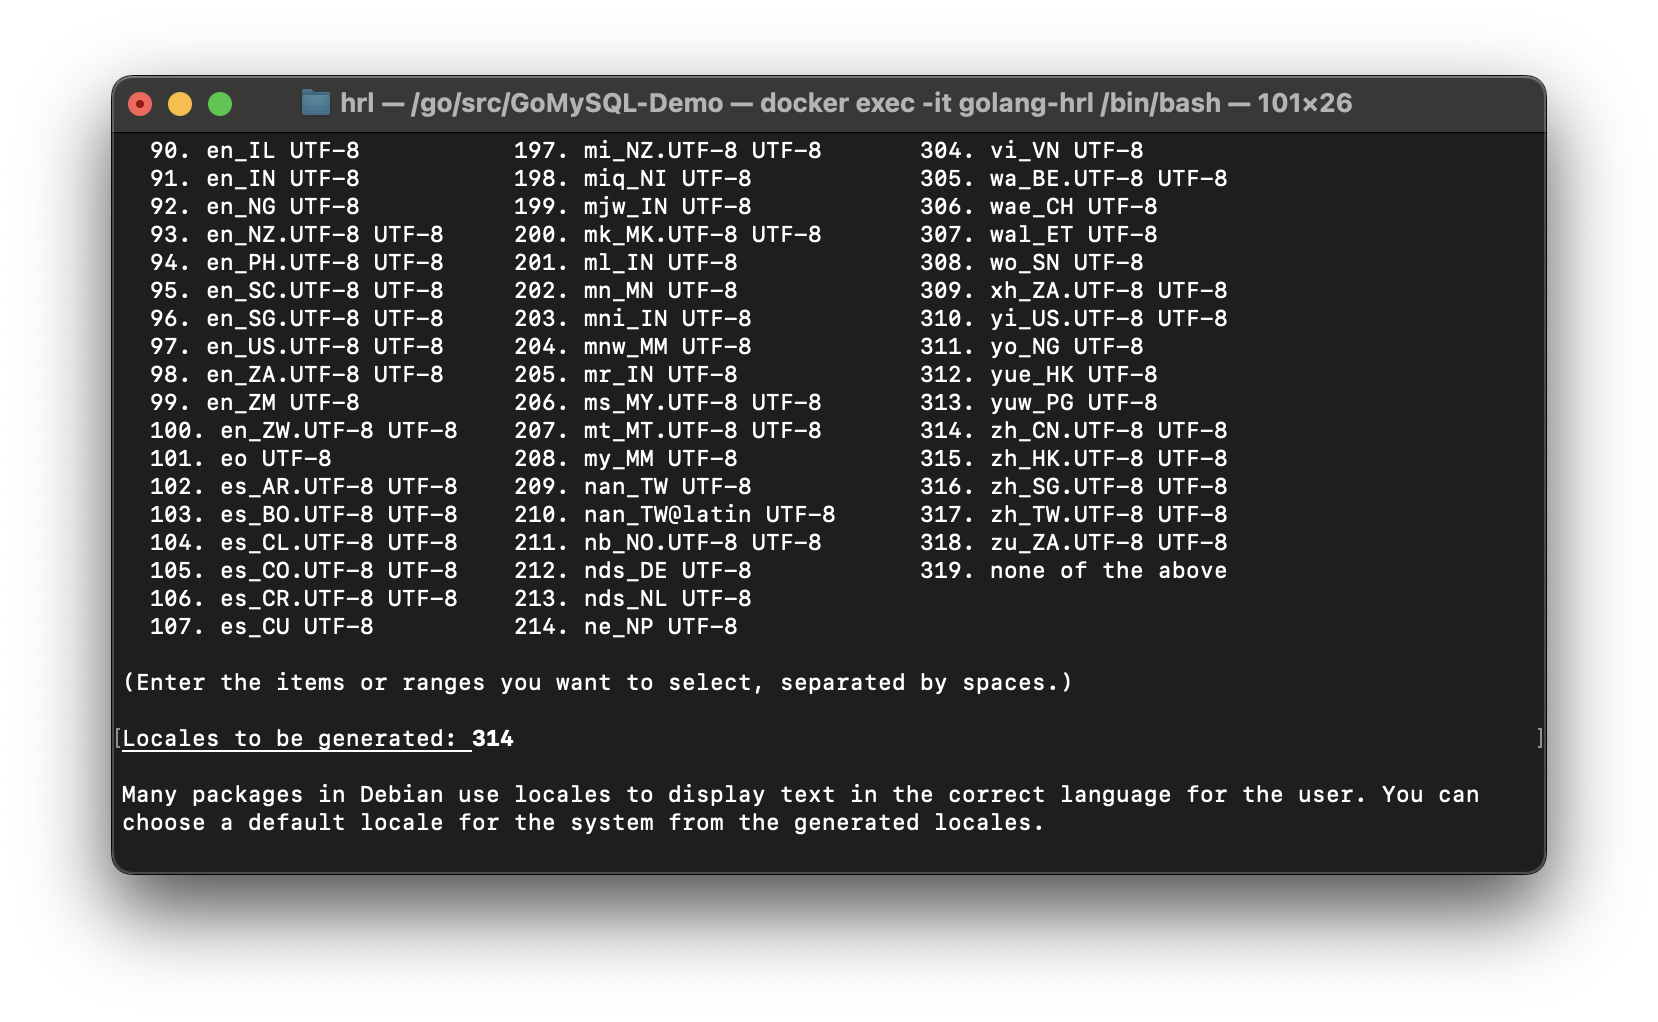 hrl — /go/src/GoMySQL-Demo — docker exec -it golang-hrl /bin/bash — 101×26
90. en_IL UTF-8 197. mi_NZ.UTF-8 UTF-8 304. vi_VN UTF-8
91. en_IN UTF-8 198. miq_NI UTF-8 305. wa_BE.UTF-8 UTF-8
92. en_NG UTF-8 199. mjw_IN UTF-8 306. wae_CH UTF-8
93. en_NZ.UTF-8 UTF-8 200. mk_MK.UTF-8 UTF-8 307. wal_ET UTF-8
94. en_PH.UTF-8 UTF-8 201. ml_IN UTF-8 308. wo_SN UTF-8
95. en_SC.UTF-8 UTF-8 202. mn_MN UTF-8 309. xh_ZA.UTF-8 UTF-8
96. en_SG.UTF-8 UTF-8 203. mni_IN UTF-8 310. yi_US.UTF-8 UTF-8
97. en_US.UTF-8 UTF-8 204. mnw_MM UTF-8 311. yo_NG UTF-8
98. en_ZA.UTF-8 UTF-8 205. mr_IN UTF-8 312. yue_HK UTF-8
99. en_ZM UTF-8 206. ms_MY.UTF-8 UTF-8 313. yuw_PG UTF-8
100. en_ZW.UTF-8 UTF-8 207. mt_MT.UTF-8 UTF-8 314. zh_CN.UTF-8 UTF-8
101. eo UTF-8 208. my_MM UTF-8 315. zh_HK.UTF-8 UTF-8
102. es_AR.UTF-8 UTF-8 209. nan_TW UTF-8 316. zh_SG.UTF-8 UTF-8
103. es_BO.UTF-8 UTF-8 210. nan_TW@latin UTF-8 317. zh_TW.UTF-8 UTF-8
104. es_CL.UTF-8 UTF-8 211. nb_NO.UTF-8 UTF-8 318. zu_ZA.UTF-8 UTF-8
105. es_CO.UTF-8 UTF-8 212. nds_DE UTF-8 319. none of the above
106. es_CR.UTF-8 UTF-8 213. nds_NL UTF-8
107. es_CU UTF-8 214. ne_NP UTF-8
(Enter the items or ranges you want to select, separated by spaces.)
[Locales to be generated: 314 ]
Many packages in Debian use locales to display text in the correct language for the user. You can
choose a default locale for the system from the generated locales.